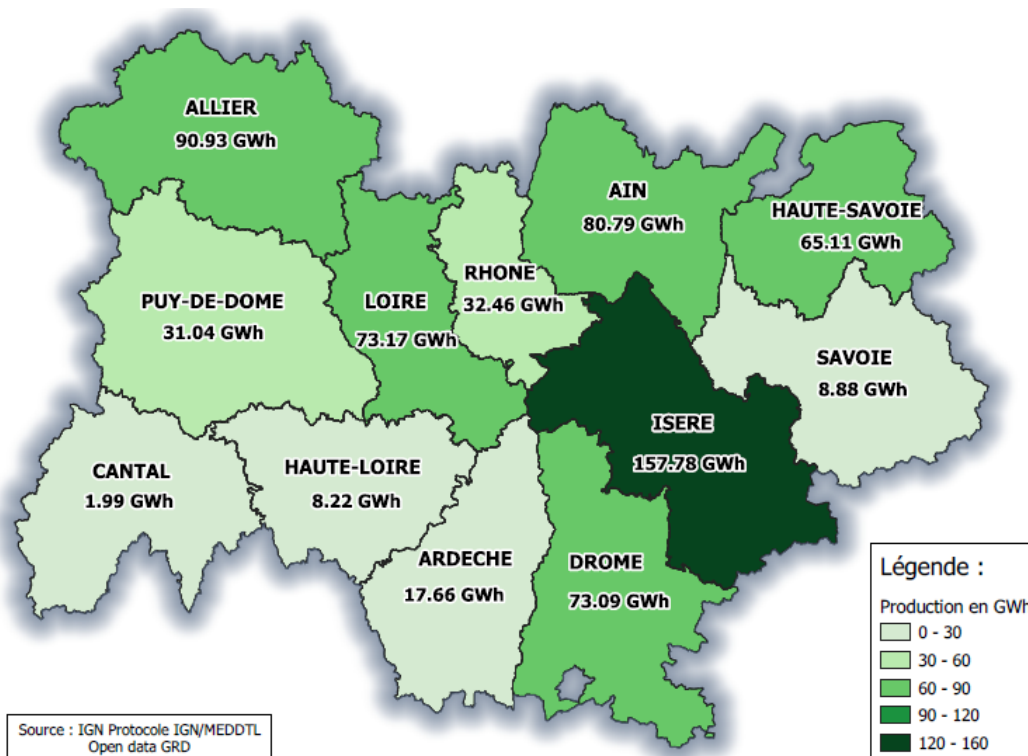 ALLIER
90.93 GWh
AIN
80.79 GWh
HAUTE-SAVOIE
65.11 GWh
RHONE
32.46 GWh
PUY-DE-DOME
31.04 GWh
LOIRE
73.17 GWh
SAVOIE
8.88 GWh
ISERE
157.78 GWh
CANTAL
1.99 GWh
HAUTE-LOIRE
8.22 GWh
ARDECHE
17.66 GWh
DROME
73.09 GWh
Légende :
Production en GWh
0 - 30
30 - 60
60 - 90
90 - 120
120 - 160
Source : IGN Protocole IGN/MEDDTL
Open data GRD